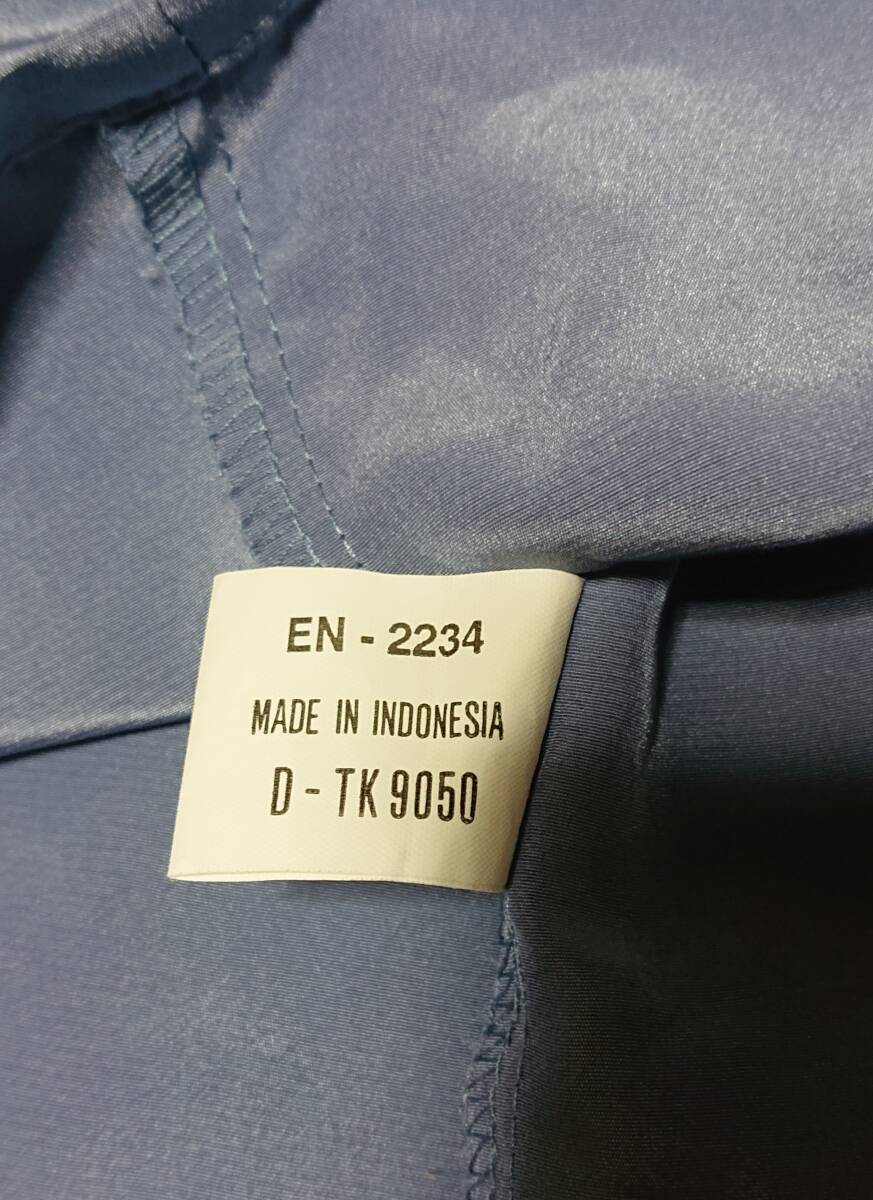 EN - 2234
MADE IN INDONESIA
D - TK 9050